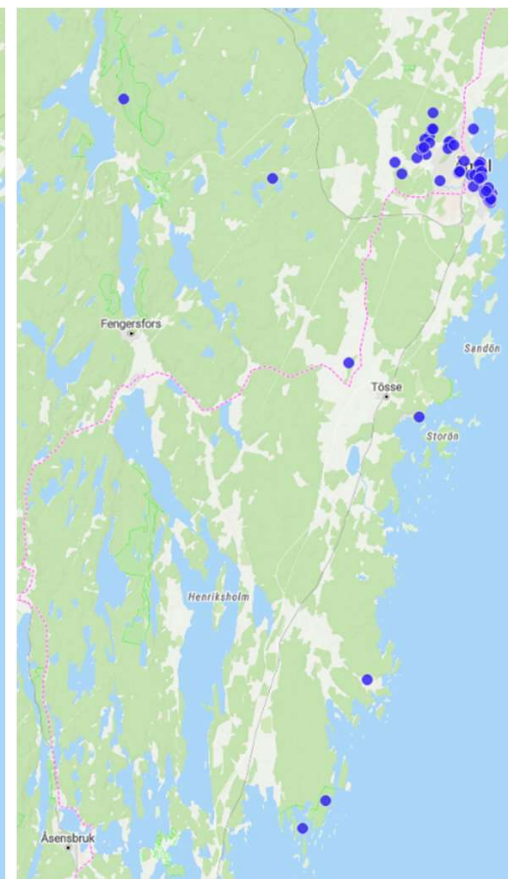 Fengersfors
Sandön
Tösse
Storön
Henriksholm
Åsensbruk